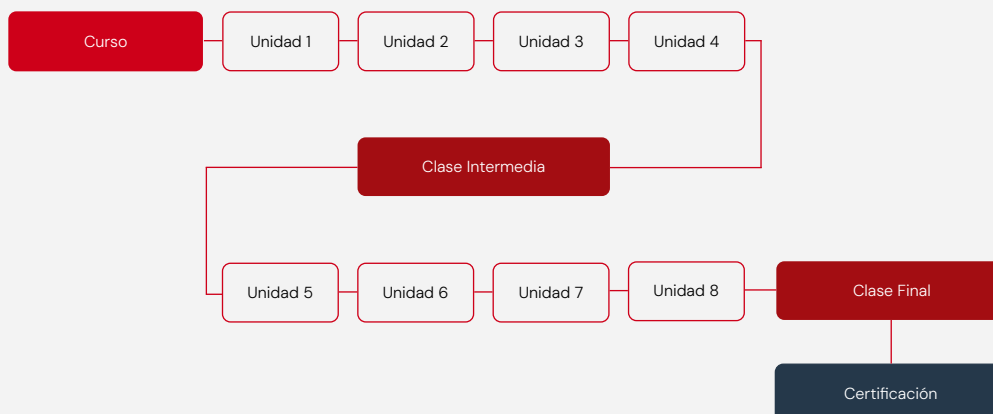 Curso
Unidad 1
Unidad 2
Unidad 3
Unidad 4
Clase Intermedia
Unidad 5
Unidad 6
Unidad 7
Unidad 8
Clase Final
Certificación